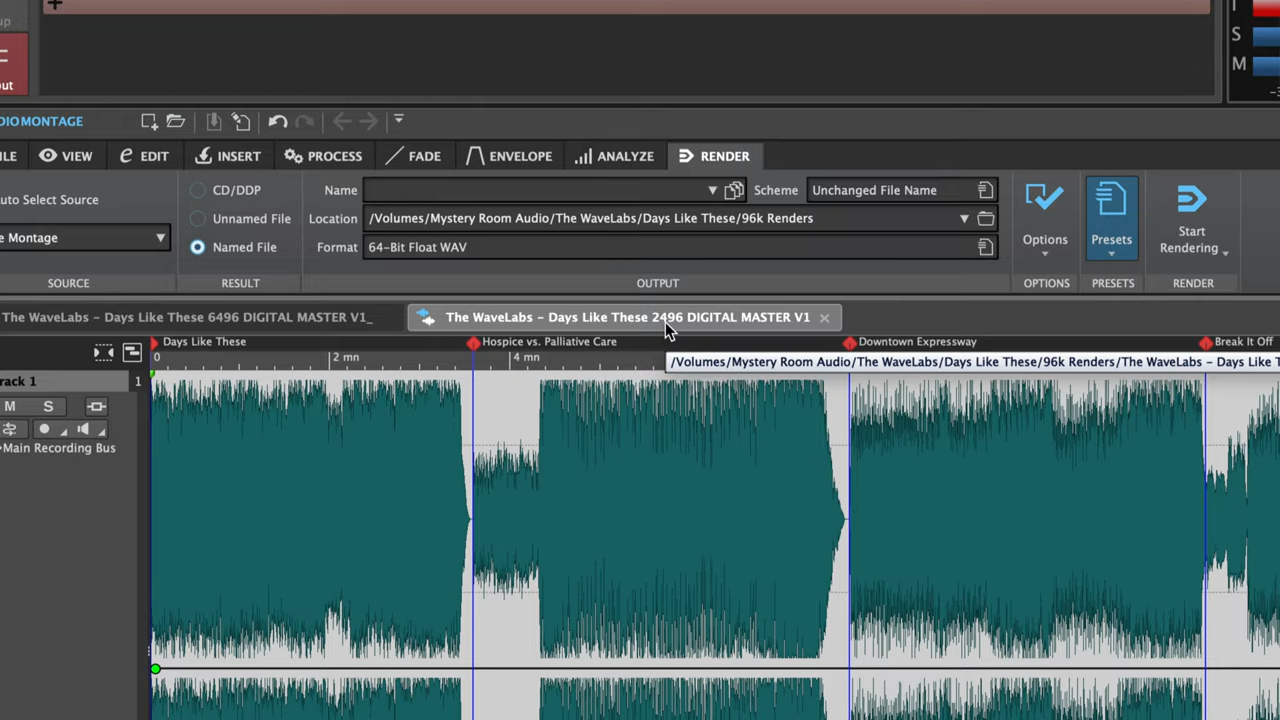 +
T
up
S
M
put
DIOMONTAGE
ILE VIEW EDIT INSERT PROCESS FADE ENVELOPE ANALYZE RENDER
uto Select Source
CD/DDP
Name
Scheme Unchanged File Name
Unnamed File
Location /Volumes/Mystery Room Audio/The WaveLabs/Days Like These/96k Renders
e Montage
Named File
Format 64-Bit Float WAV
Options
Presets
Start Rendering
SOURCE RESULT OUTPUT OPTIONS PRESETS RENDER
The WaveLabs - Days Like These 6496 DIGITAL MASTER V1_
The WaveLabs - Days Like These 2496 DIGITAL MASTER V1
Days Like These Hospice vs. Palliative Care Downtown Expressway Break It Off
0 2 mn 4 mn
/Volumes/Mystery Room Audio/The WaveLabs/Days Like These/96k Renders/The WaveLabs - Days Like T
rack 1 1
M S
Main Recording Bus